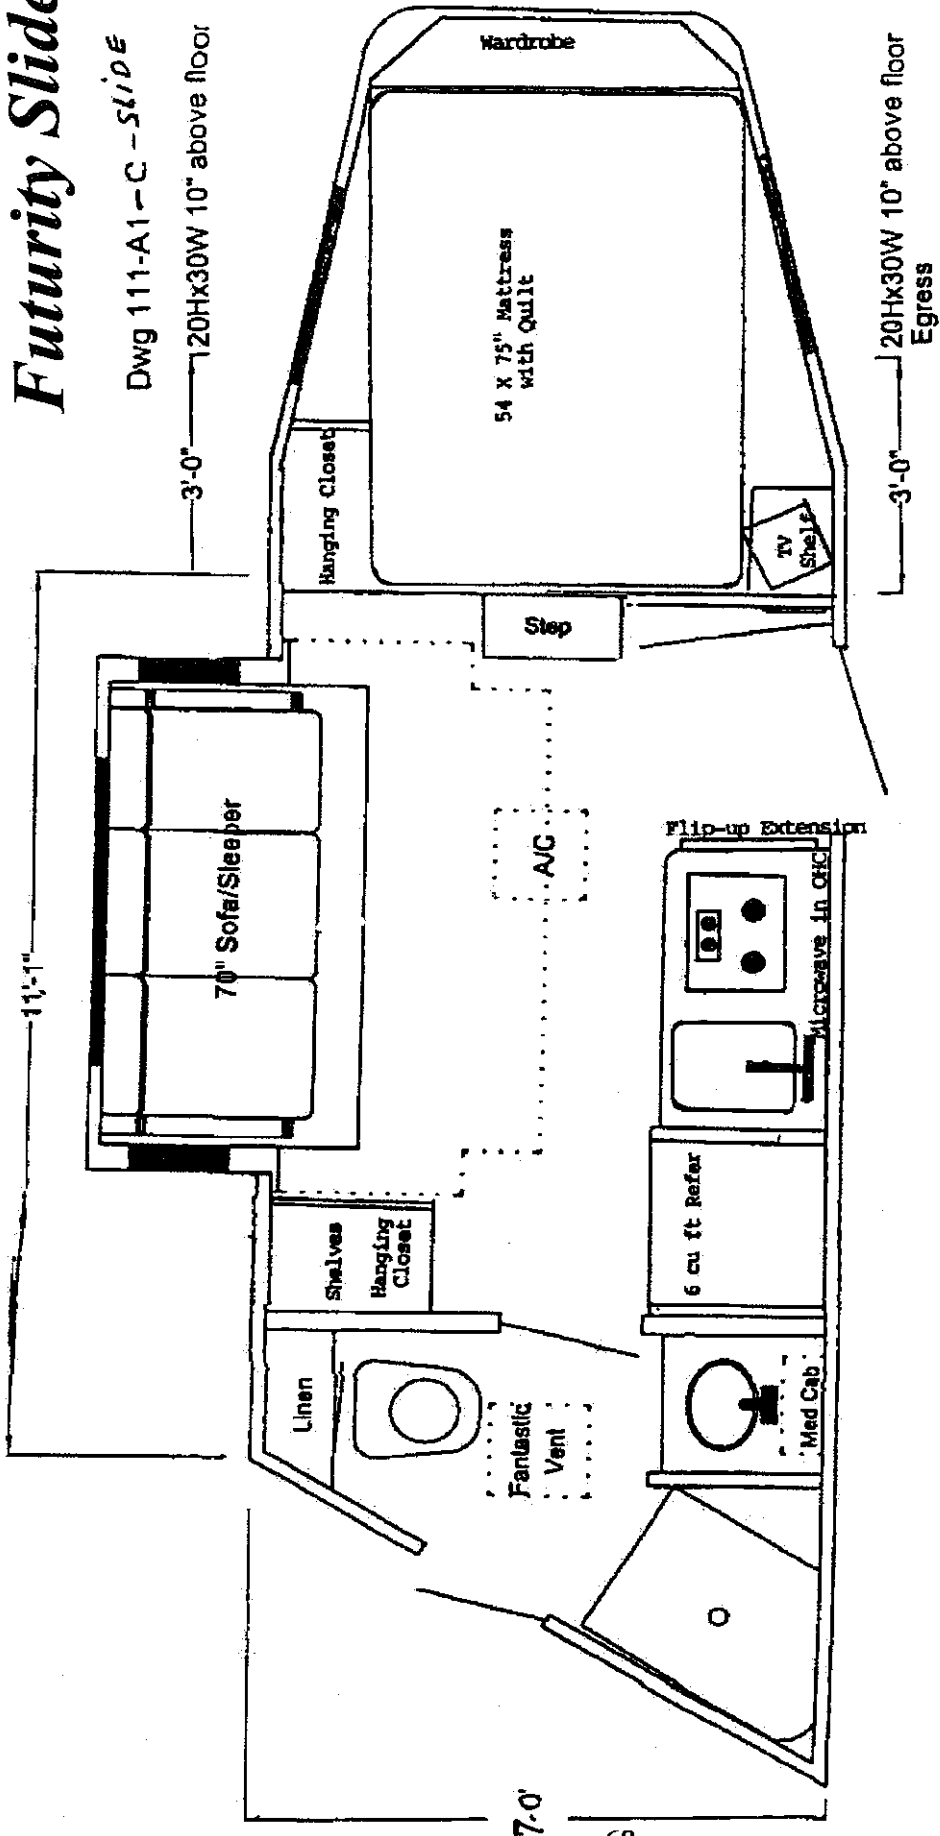 Futurity Slide
Dwg 111-A1-C - SLIDE
3'-0"
20Hx30W 10" above floor
11'-1"
Wardrobe
54 X 75" Mattress
with Quilt
Hanging Closet
TV
Shelf
Step
70" Sofa/Sleeper
A/C
Flip-up Extension
Microwave in OHC
6 cu ft Refer
Shelves
Hanging
Closet
Linen
Fantastic
Vent
Med Cab
7-0'
3'-0"
20Hx30W 10" above floor
Egress